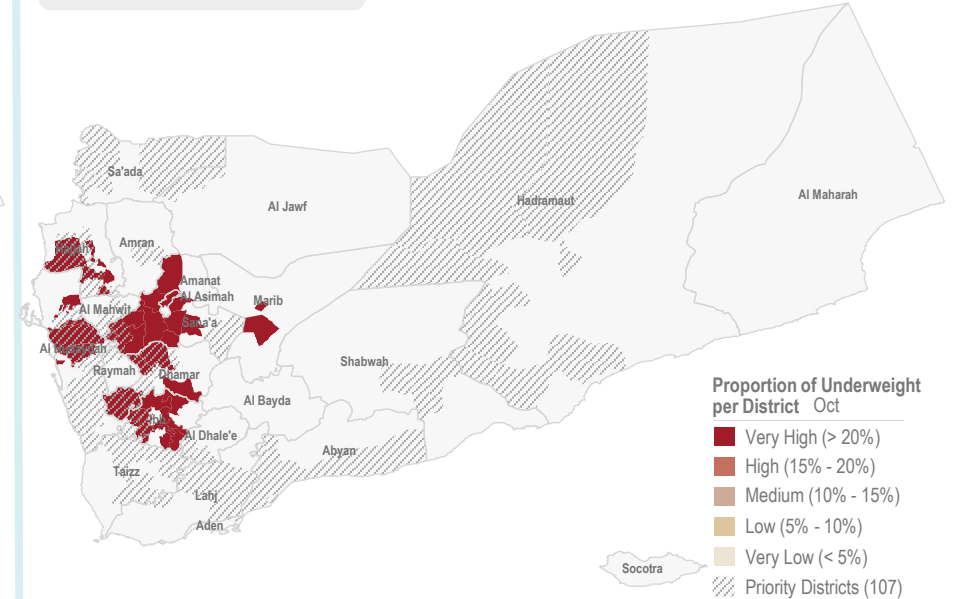 Sa'ada
Al Jawf
Hadramaut
Al Maharah
Amran
Amanat
Al Asimah
Marib
Al Mahwit
Sana'a
Raymah
Dhamar
Shabwah
Al Bayda
Ibb
Al Dhale'e
Abyan
Taizz
Lahj
Aden
Socotra
Proportion of Underweight
per District Oct
Very High (> 20%)
High (15% - 20%)
Medium (10% - 15%)
Low (5% - 10%)
Very Low (< 5%)
Priority Districts (107)